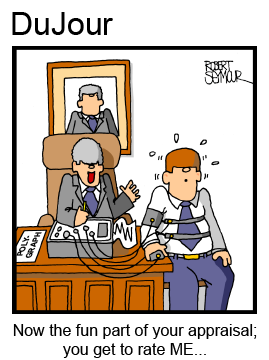 DuJour
ROBERT
SEYMOUR
POLY-
GRAPH
Now the fun part of your appraisal;
you get to rate ME...